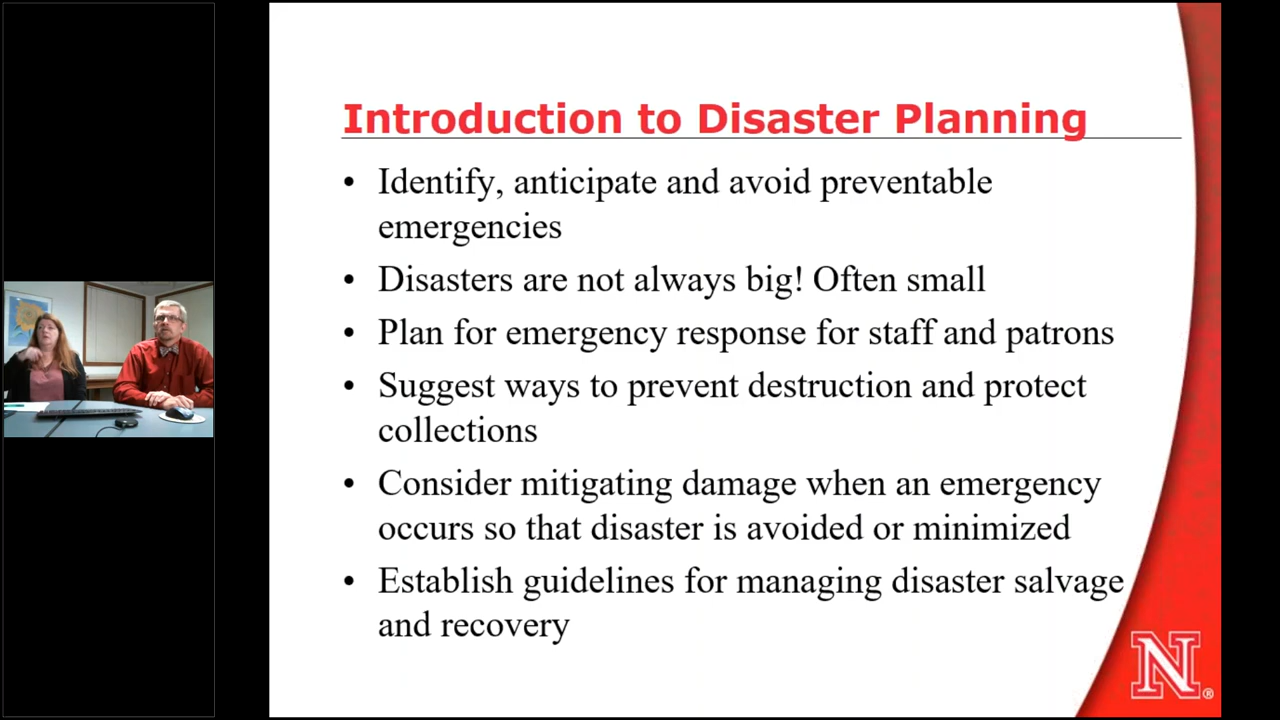 Introduction to Disaster Planning
• Identify, anticipate and avoid preventable
emergencies
• Disasters are not always big! Often small
• Plan for emergency response for staff and patrons
• Suggest ways to prevent destruction and protect
collections
• Consider mitigating damage when an emergency
occurs so that disaster is avoided or minimized
• Establish guidelines for managing disaster salvage
and recovery
N®